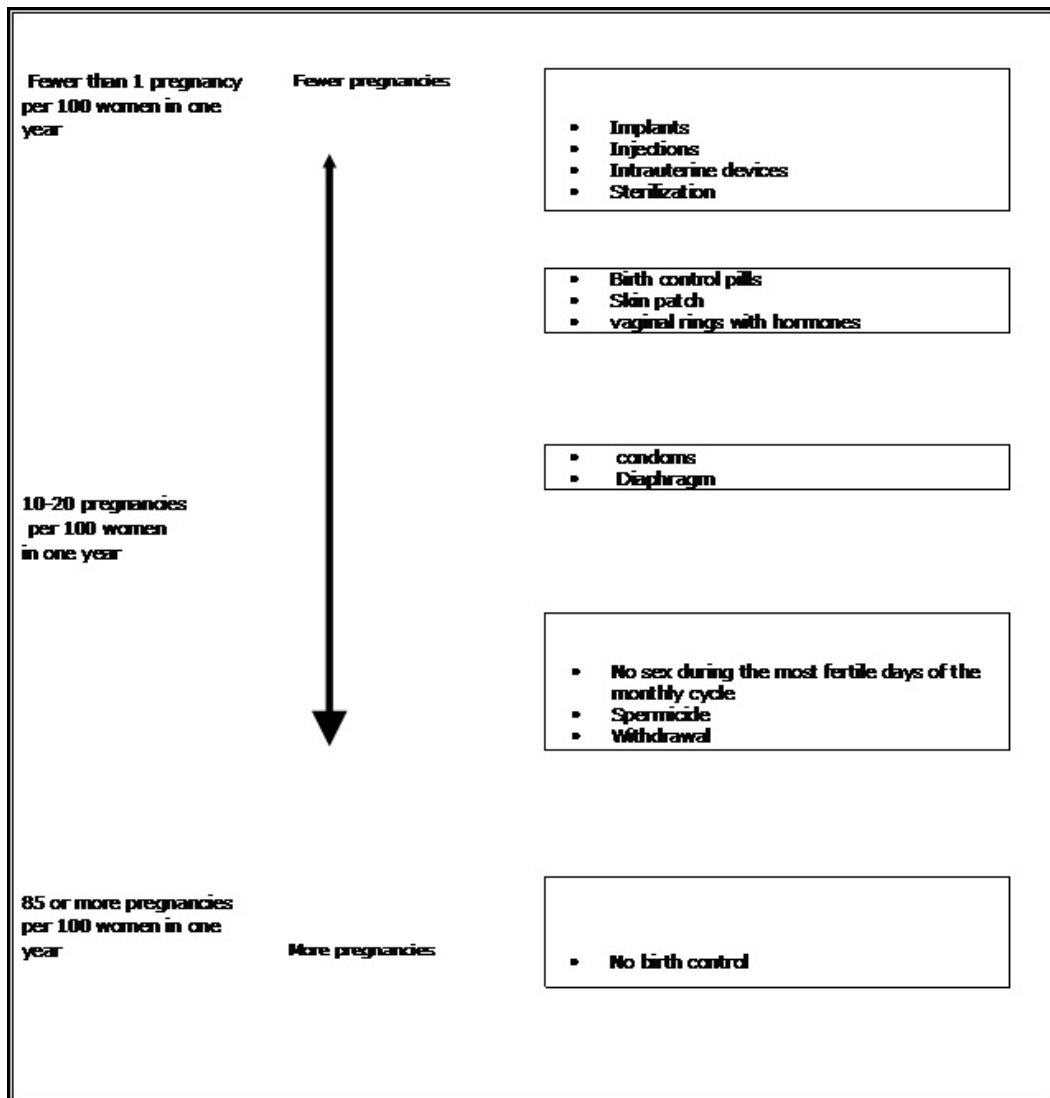 Fewer than 1 pregnancy
per 100 women in one
year
Fewer pregnancies
• Implants
• Injections
• Intrauterine devices
• Sterilization
• Birth control pills
• Skin patch
• vaginal rings with hormones
• condoms
• Diaphragm
10-20 pregnancies
per 100 women
in one year
• No sex during the most fertile days of the
monthly cycle
• Spermicide
• Withdrawal
85 or more pregnancies
per 100 women in one
year
More pregnancies
• No birth control